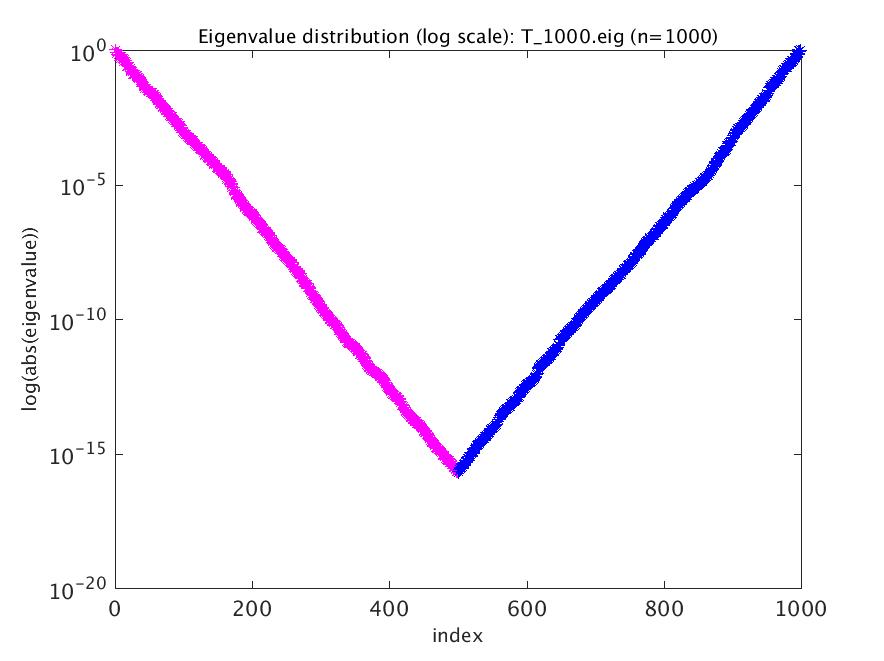 Eigenvalue distribution (log scale): T_1000.eig (n=1000)
10^0
10^-5
10^-10
10^-15
10^-20
log(abs(eigenvalue))
0 200 400 600 800 1000
index